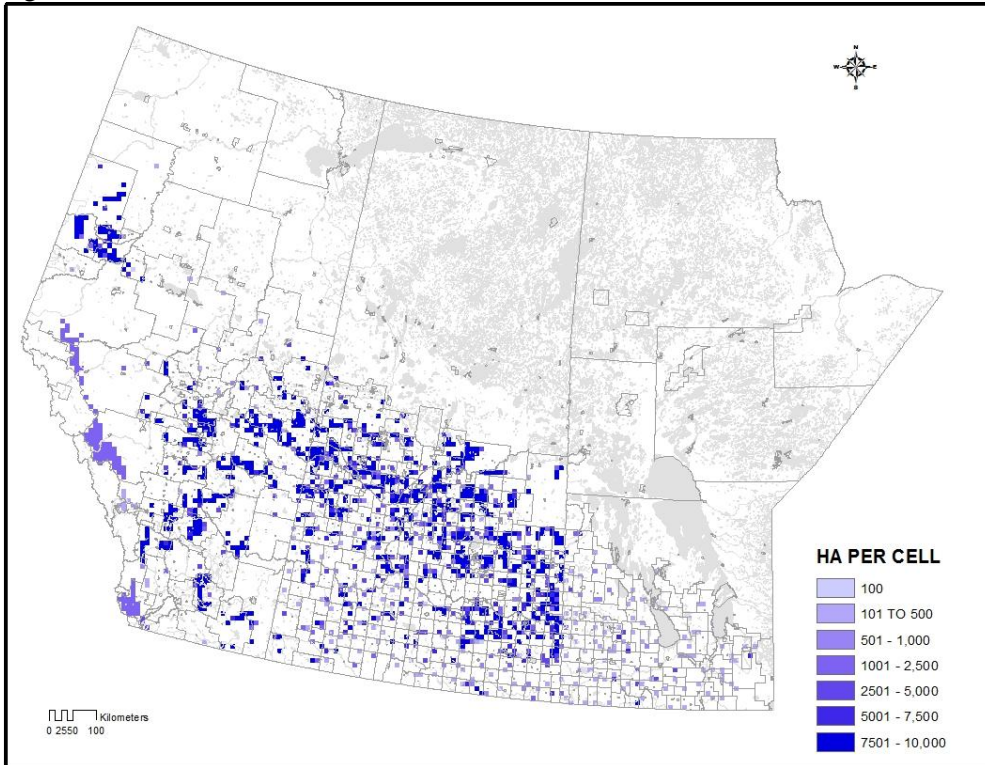 N
W E
S
HA PER CELL
100
101 TO 500
501 - 1,000
1001 - 2,500
2501 - 5,000
5001 - 7,500
7501 - 10,000
Kilometers
0 2550 100